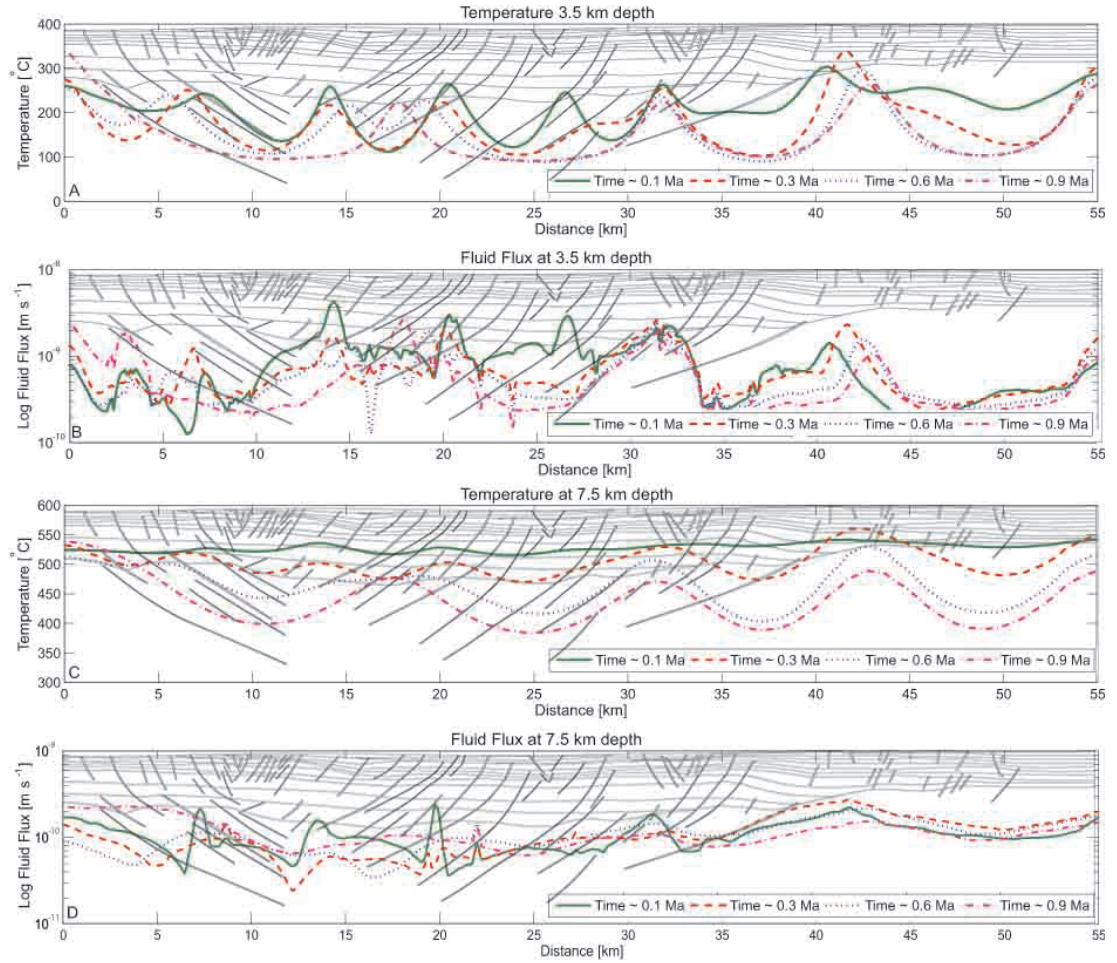 Temperature 3.5 km depth
Temperature [°C]
400
300
200
100
0
A
Time ~ 0.1 Ma Time ~ 0.3 Ma Time ~ 0.6 Ma Time ~ 0.9 Ma
0 5 10 15 20 25 30 35 40 45 50 55
Distance [km]
Fluid Flux at 3.5 km depth
Log Fluid Flux [m s⁻¹]
10⁻⁸
10⁻⁹
10⁻¹⁰
B
Time ~ 0.1 Ma Time ~ 0.3 Ma Time ~ 0.6 Ma Time ~ 0.9 Ma
0 5 10 15 20 25 30 35 40 45 50 55
Distance [km]
Temperature at 7.5 km depth
Temperature [°C]
600
550
500
450
400
350
300
C
Time ~ 0.1 Ma Time ~ 0.3 Ma Time ~ 0.6 Ma Time ~ 0.9 Ma
0 5 10 15 20 25 30 35 40 45 50 55
Distance [km]
Fluid Flux at 7.5 km depth
Log Fluid Flux [m s⁻¹]
10⁻⁹
10⁻¹⁰
10⁻¹¹
D
Time ~ 0.1 Ma Time ~ 0.3 Ma Time ~ 0.6 Ma Time ~ 0.9 Ma
0 5 10 15 20 25 30 35 40 45 50 55
Distance [km]